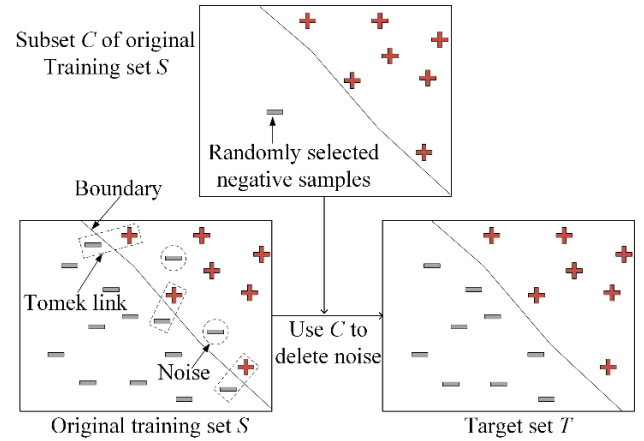 Subset C of original
Training set S
Randomly selected
negative samples
Boundary
Tomek link
Noise
Use C to
delete noise
Original training set S
Target set T